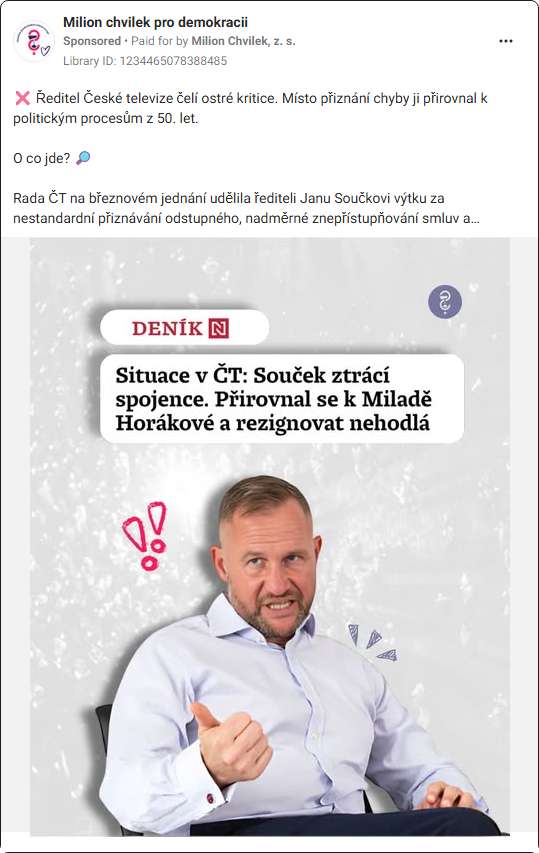 Milion chvilek pro demokracii
Sponsored • Paid for by Milion Chvilek, z. s.
Library ID: 1234465078388485
❌ Ředitel České televize čelí ostré kritice. Místo přiznání chyby ji přirovnal k
politickým procesům z 50. let.
O co jde? 🔎
Rada ČT na březnovém jednání udělila řediteli Janu Součkovi výtku za
nestandardní přiznávání odstupného, nadměrné znepřístupňování smluv a...
DENÍK N
Situace v ČT: Souček ztrácí
spojence. Přirovnal se k Miladě
Horákové a rezignovat nehodlá